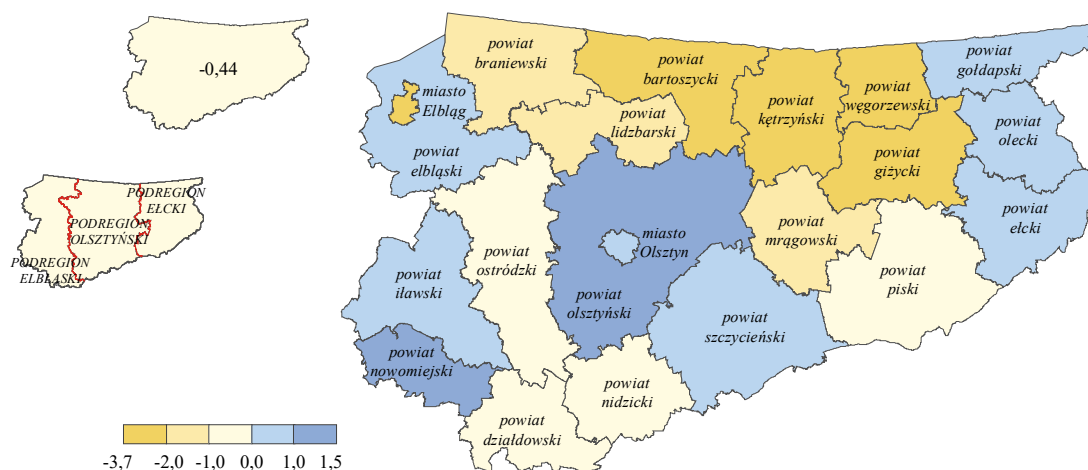 -0,44
PODREGION
EŁCKI
PODREGION
OLSZTYŃSKI
PODREGION
ELBLĄSKI
powiat
braniewski
powiat
bartoszycki
powiat
kętrzyński
powiat
węgorzewski
powiat
gołdapski
miasto
Elbląg
powiat
lidzbarski
powiat
olecki
powiat
elbląski
powiat
giżycki
powiat
ełcki
powiat
ostródzki
miasto
Olsztyn
powiat
mrągowski
powiat
piski
powiat
iławski
powiat
olsztyński
powiat
szczycieński
powiat
nowomiejski
powiat
nidzicki
powiat
działdowski
-3,7 -2,0 -1,0 0,0 1,0 1,5